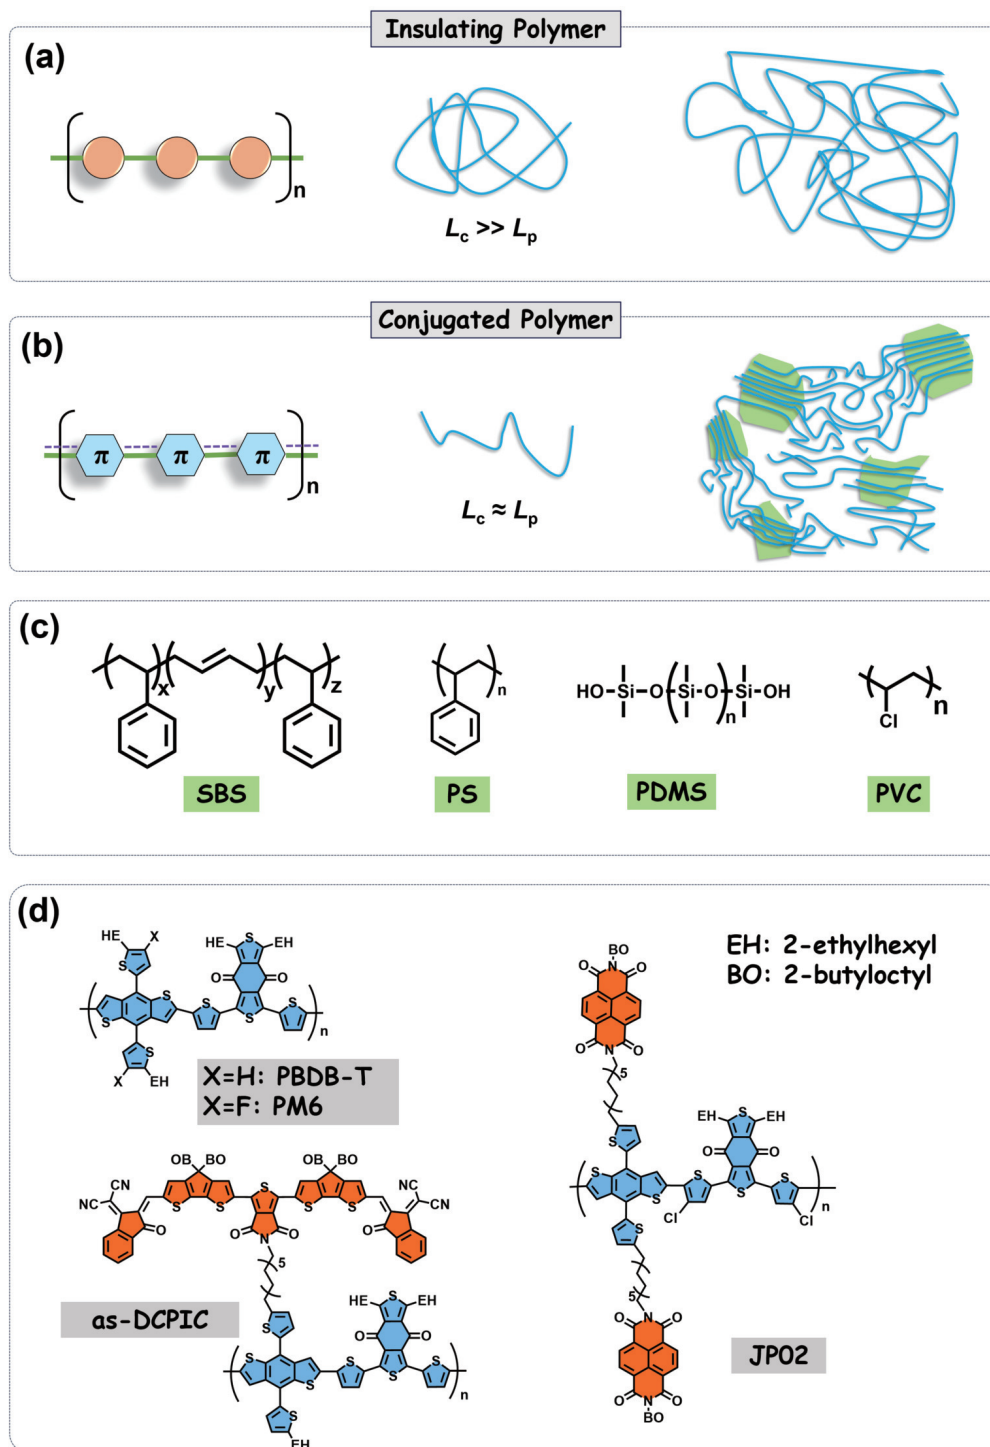 Insulating Polymer
(a)
n
Lc >> Lp
Conjugated Polymer
(b)
π π π
n
Lc ≈ Lp
(c)
x y z
n
HO Si O Si O Si OH
n
Cl n
SBS PS PDMS PVC
(d)
EH: 2-ethylhexyl
BO: 2-butyloctyl
HE X S
HE S EH
O O
S S S S S
n
S
X EH
X=H: PBDB-T
X=F: PM6
BO
O N O
O N O
5
EH S EH
O O
S
S S S S S
n
Cl Cl
S
5
O N O
O N O
BO
JP02
OB BO OB BO
NC CN S NC CN
O S S S S O
O N O
5
as-DCPIC
HE S EH
O O
S
S S S S S
n
S
EH